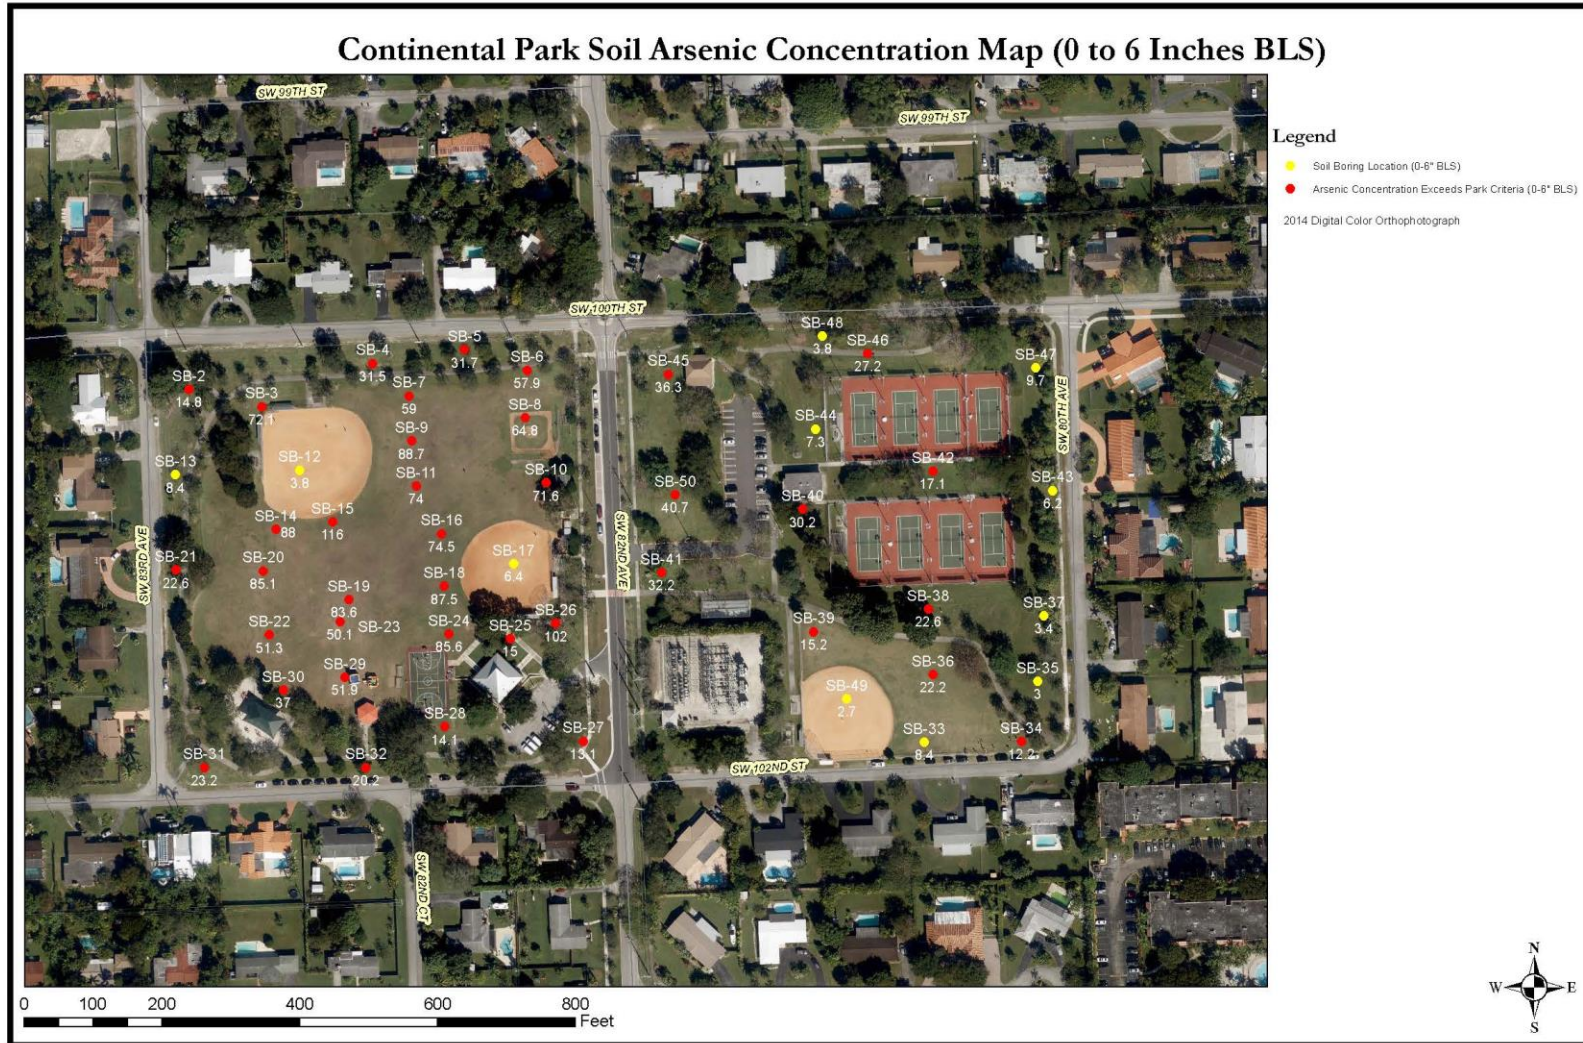 Continental Park Soil Arsenic Concentration Map (0 to 6 Inches BLS)
SW 99TH ST
SW 99TH ST
Legend
Soil Boring Location (0-6" BLS)
Arsenic Concentration Exceeds Park Criteria (0-6" BLS)
2014 Digital Color Orthophotograph
SW 100TH ST
SB-48
3.8
SB-5
31.7
SB-46
27.2
SB-4
31.5
SB-6
57.9
SB-45
36.3
SB-47
9.7
SB-2
14.8
SB-7
59
SB-3
72.1
SB-8
64.8
SB-44
7.3
SW 80TH AVE
SB-9
88.7
SB-12
3.8
SB-13
8.4
SB-11
74
SB-10
71.6
SB-42
17.1
SB-43
6.2
SB-50
40.7
SB-40
30.2
SB-14
88
SB-15
116
SB-16
74.5
SW 83RD AVE
SW 82ND AVE
SB-17
6.4
SB-21
22.6
SB-20
85.1
SB-41
32.2
SB-18
87.5
SB-19
83.6
SB-38
22.6
SB-37
3.4
SB-23
50.1
SB-26
102
SB-22
51.3
SB-24
85.6
SB-25
15
SB-39
15.2
SB-29
51.9
SB-36
22.2
SB-35
3
SB-30
37
SB-49
2.7
SB-28
14.1
SB-27
13.1
SB-33
8.4
SB-34
12.2
SB-31
23.2
SB-32
20.2
SW 102ND ST
SW 82ND CT
N
W E
S
0 100 200 400 600 800
Feet